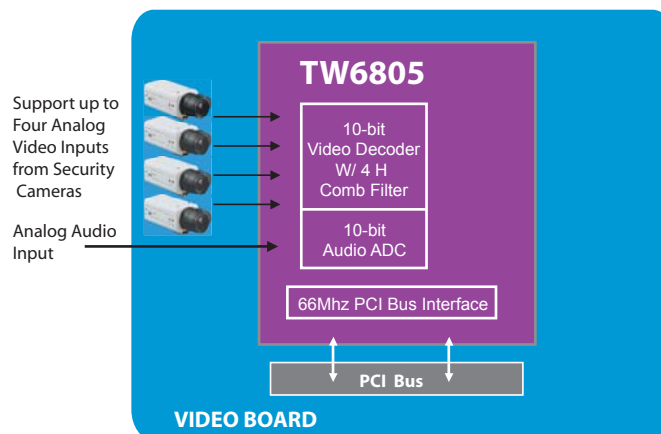 TW6805
Support up to
Four Analog
Video Inputs
from Security
Cameras
10-bit
Video Decoder
W/ 4 H
Comb Filter
Analog Audio
Input
10-bit
Audio ADC
66Mhz PCI Bus Interface
PCI Bus
VIDEO BOARD